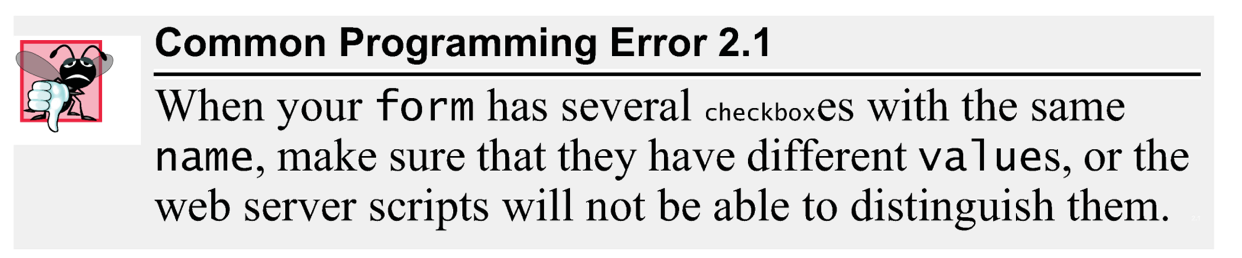 Common Programming Error 2.1
When your form has several checkboxes with the same
name, make sure that they have different values, or the
web server scripts will not be able to distinguish them.